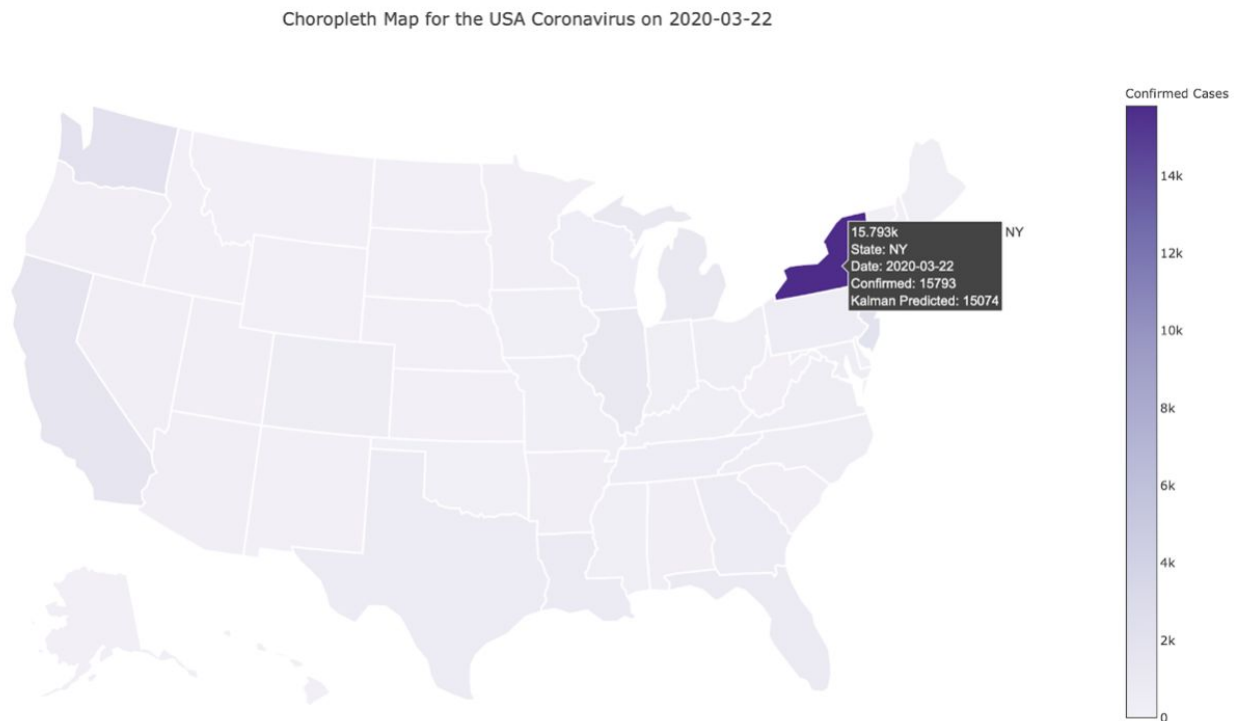 Choropleth Map for the USA Coronavirus on 2020-03-22
Confirmed Cases
14k
12k
10k
8k
6k
4k
2k
0
15.793k
State: NY
Date: 2020-03-22
Confirmed: 15793
Kalman Predicted: 15074
NY